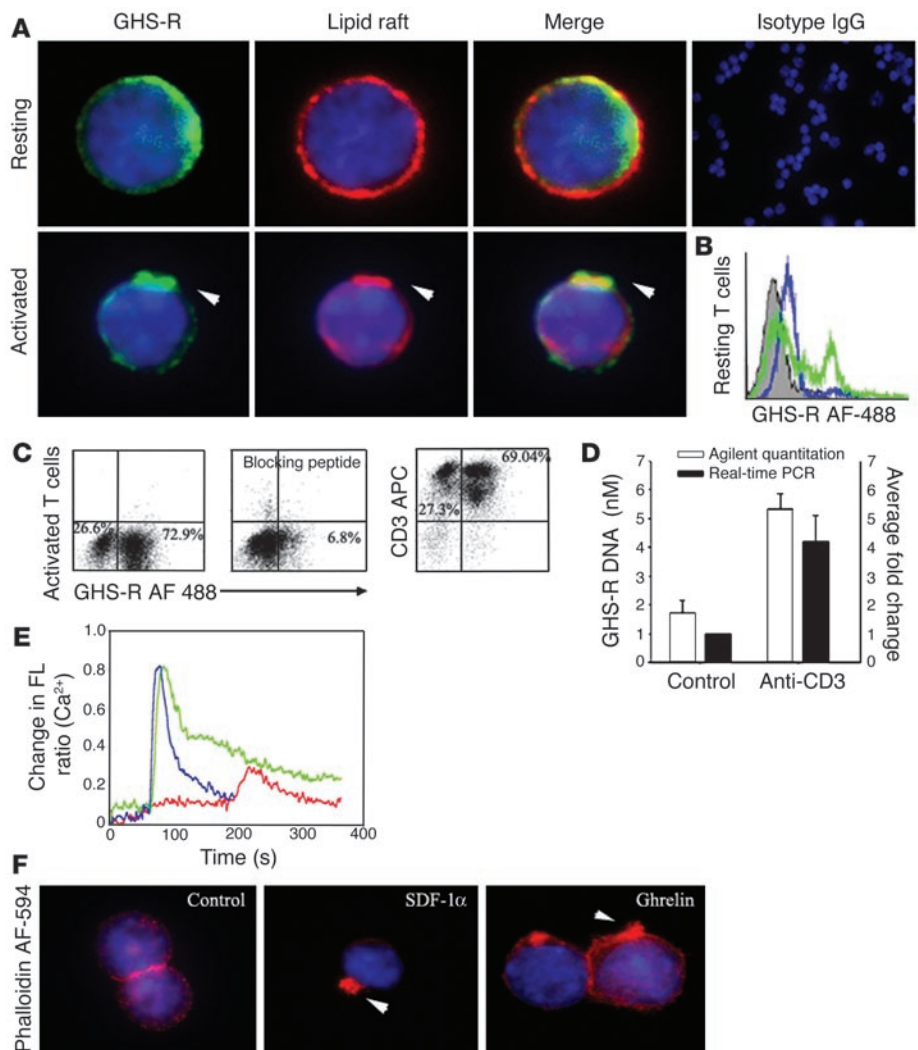 A
GHS-R
Lipid raft
Merge
Isotype IgG
Resting
Activated
B
Resting T cells
GHS-R AF-488
C
Activated T cells
26.6%
72.9%
Blocking peptide
6.8%
GHS-R AF 488
CD3 APC
69.04%
27.3%
D
Agilent quantitation
Real-time PCR
GHS-R DNA (nM)
7
6
5
4
3
2
1
0
7
6
5
4
3
2
1
0
Average fold change
Control
Anti-CD3
E
Change in FL
ratio (Ca²⁺)
1.0
0.8
0.6
0.4
0.2
0
0
100
200
300
400
Time (s)
F
Phalloidin AF-594
Control
SDF-1α
Ghrelin